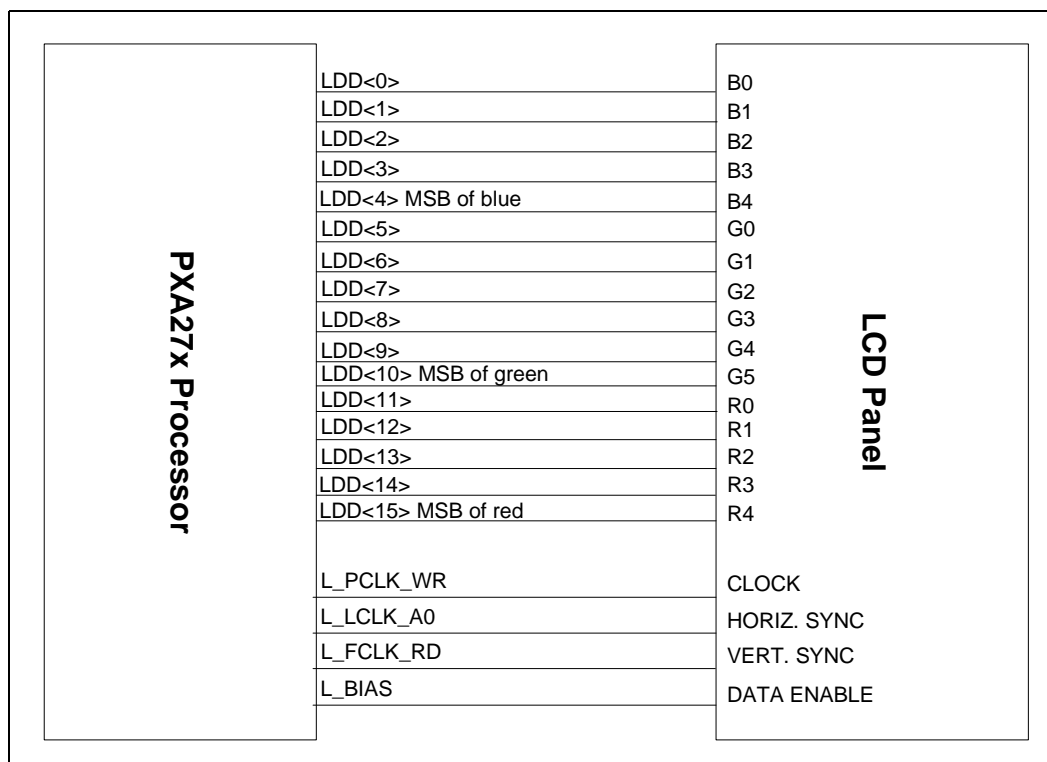 PXA27x Processor
LCD Panel
LDD<0> B0
LDD<1> B1
LDD<2> B2
LDD<3> B3
LDD<4> MSB of blue B4
LDD<5> G0
LDD<6> G1
LDD<7> G2
LDD<8> G3
LDD<9> G4
LDD<10> MSB of green G5
LDD<11> R0
LDD<12> R1
LDD<13> R2
LDD<14> R3
LDD<15> MSB of red R4
L_PCLK_WR CLOCK
L_LCLK_A0 HORIZ. SYNC
L_FCLK_RD VERT. SYNC
L_BIAS DATA ENABLE